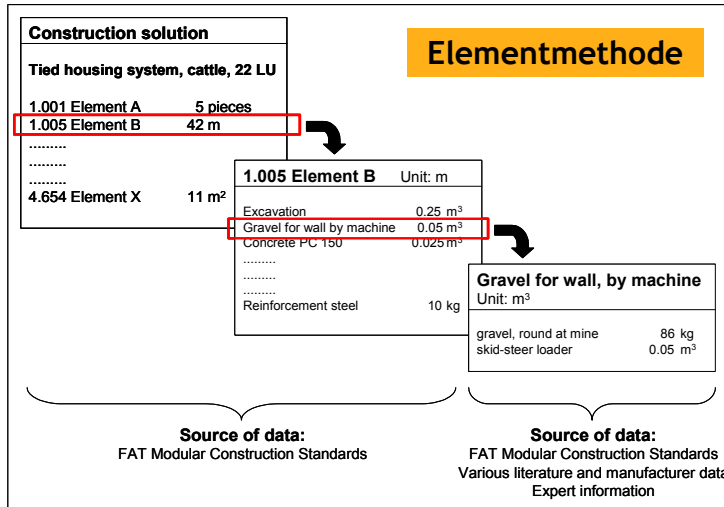 Elementmethode
Construction solution
Tied housing system, cattle, 22 LU
1.001 Element A 5 pieces
1.005 Element B 42 m
.........
.........
.........
4.654 Element X 11 m²
1.005 Element B Unit: m
Excavation 0.25 m³
Gravel for wall by machine 0.05 m³
Concrete PC 150 0.025 m³
.........
.........
.........
Reinforcement steel 10 kg
Gravel for wall, by machine
Unit: m³
gravel, round at mine 86 kg
skid-steer loader 0.05 m³
Source of data:
FAT Modular Construction Standards
Source of data:
FAT Modular Construction Standards
Various literature and manufacturer data
Expert information